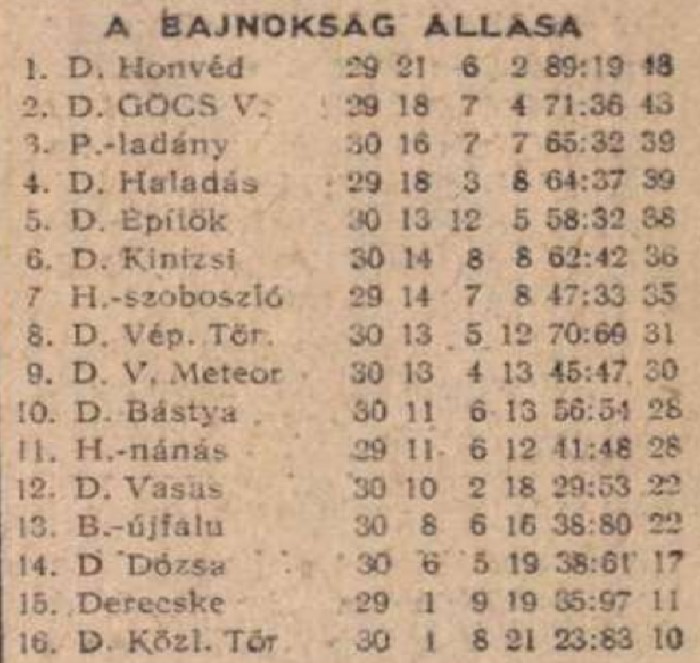 A BAJNOKSÁG ÁLLÁSA
1. D. Honvéd 29 21 6 2 89:19 48
2. D. GÖCS V. 29 18 7 4 71:36 43
3. P.-ladány 30 16 7 7 65:32 39
4. D. Haladás 29 18 3 8 64:37 39
5. D. Építők 30 13 12 5 58:32 38
6. D. Kinizsi 30 14 8 8 62:42 36
7 H.-szoboszló 29 14 7 8 47:33 35
8. D. Vép. Tör. 30 13 5 12 70:69 31
9. D. V. Meteor 30 13 4 13 45:47 30
10. D. Bástya 30 11 6 13 56:54 28
11. H.-nánás 29 11 6 12 41:48 28
12. D. Vasas 30 10 2 18 29:53 22
13. B.-újfalu 30 8 6 16 38:80 22
14. D Dózsa 30 6 5 19 38:61 17
15. Derecske 29 1 9 19 35:97 11
16. D. Közl. Tör 30 1 8 21 23:83 10